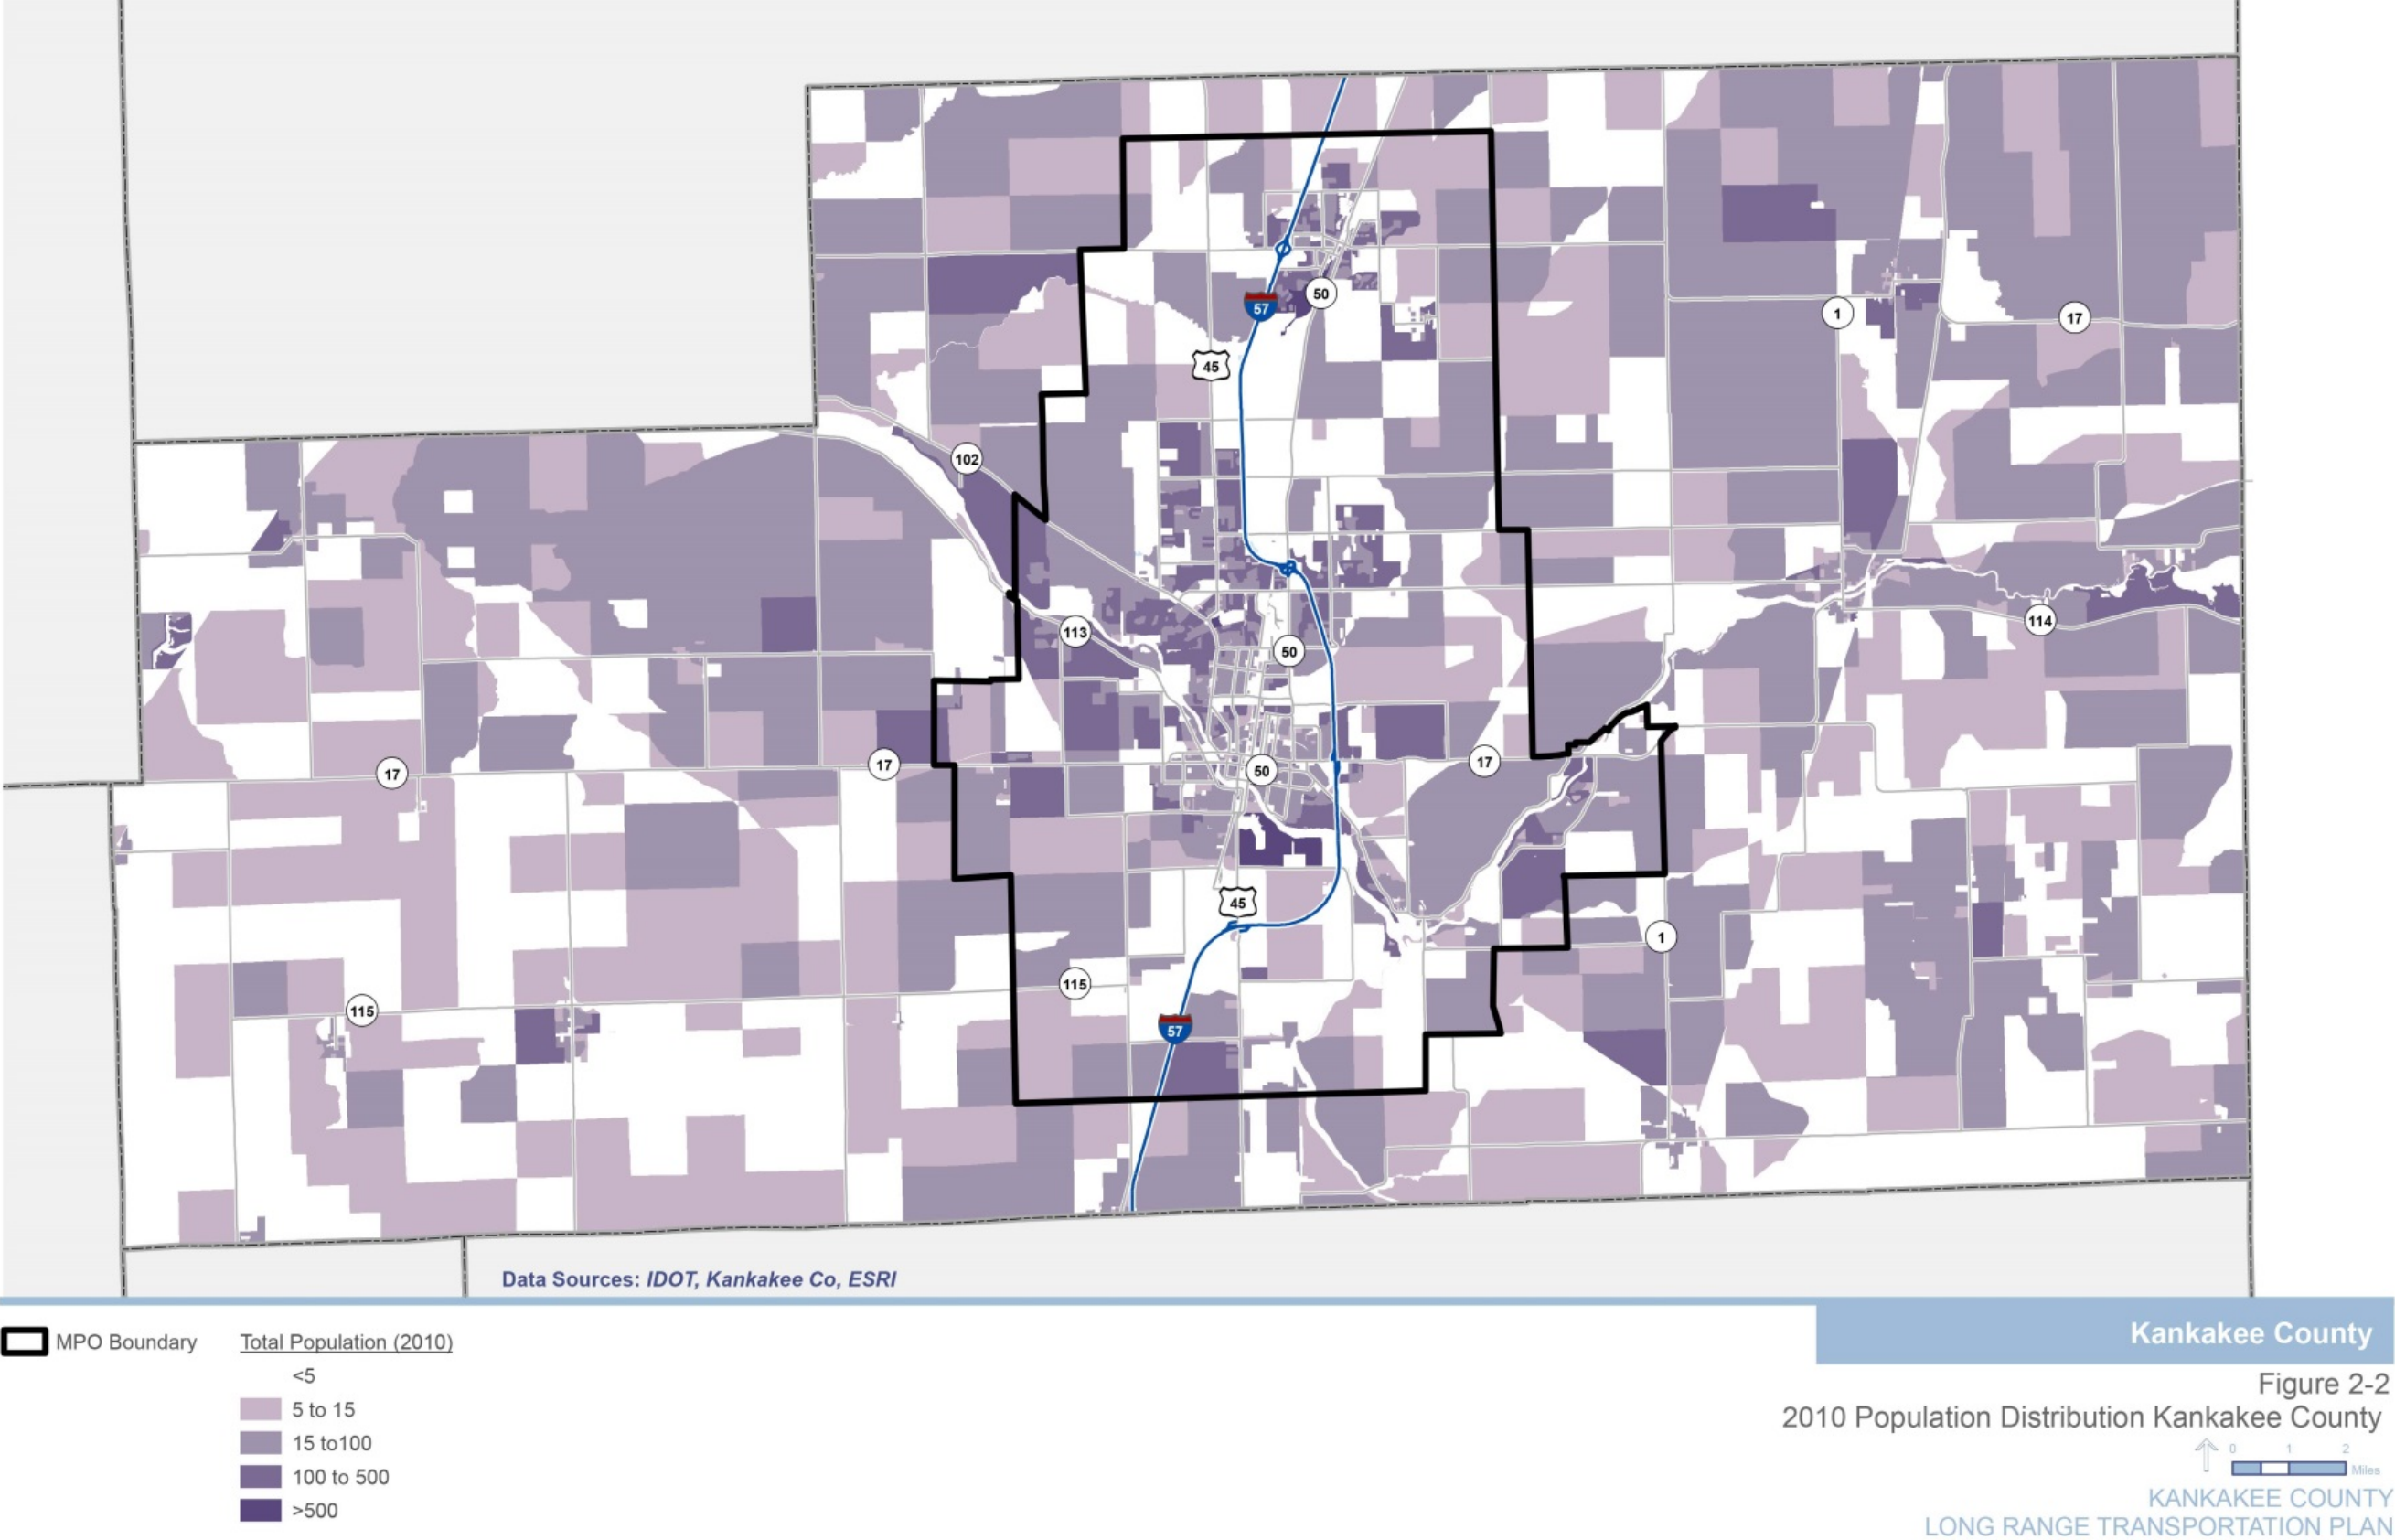 1
17
57
50
45
102
113
114
50
17
17
17
50
45
1
115
115
57
Data Sources: IDOT, Kankakee Co, ESRI
MPO Boundary
Total Population (2010)
<5
5 to 15
15 to100
100 to 500
>500
Kankakee County
Figure 2-2
2010 Population Distribution Kankakee County
0 1 2
Miles
KANKAKEE COUNTY
LONG RANGE TRANSPORTATION PLAN